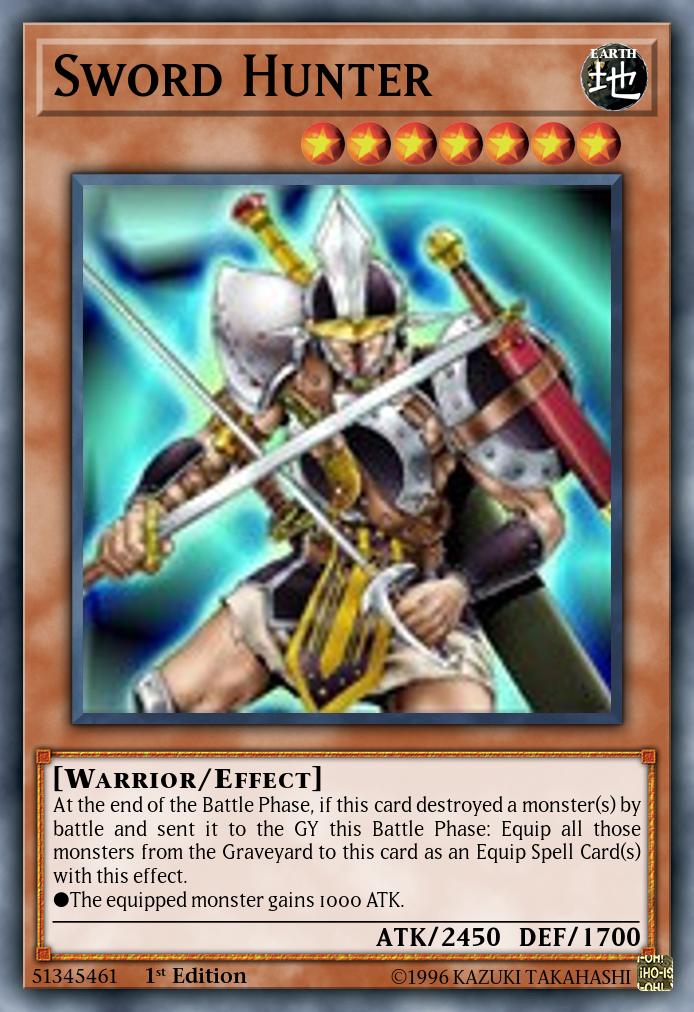 Sword Hunter
EARTH
地
[Warrior/Effect]
At the end of the Battle Phase, if this card destroyed a monster(s) by
battle and sent it to the GY this Battle Phase: Equip all those
monsters from the Graveyard to this card as an Equip Spell Card(s)
with this effect.
●The equipped monster gains 1000 ATK.
ATK/2450 DEF/1700
51345461 1st Edition ©1996 KAZUKI TAKAHASHI